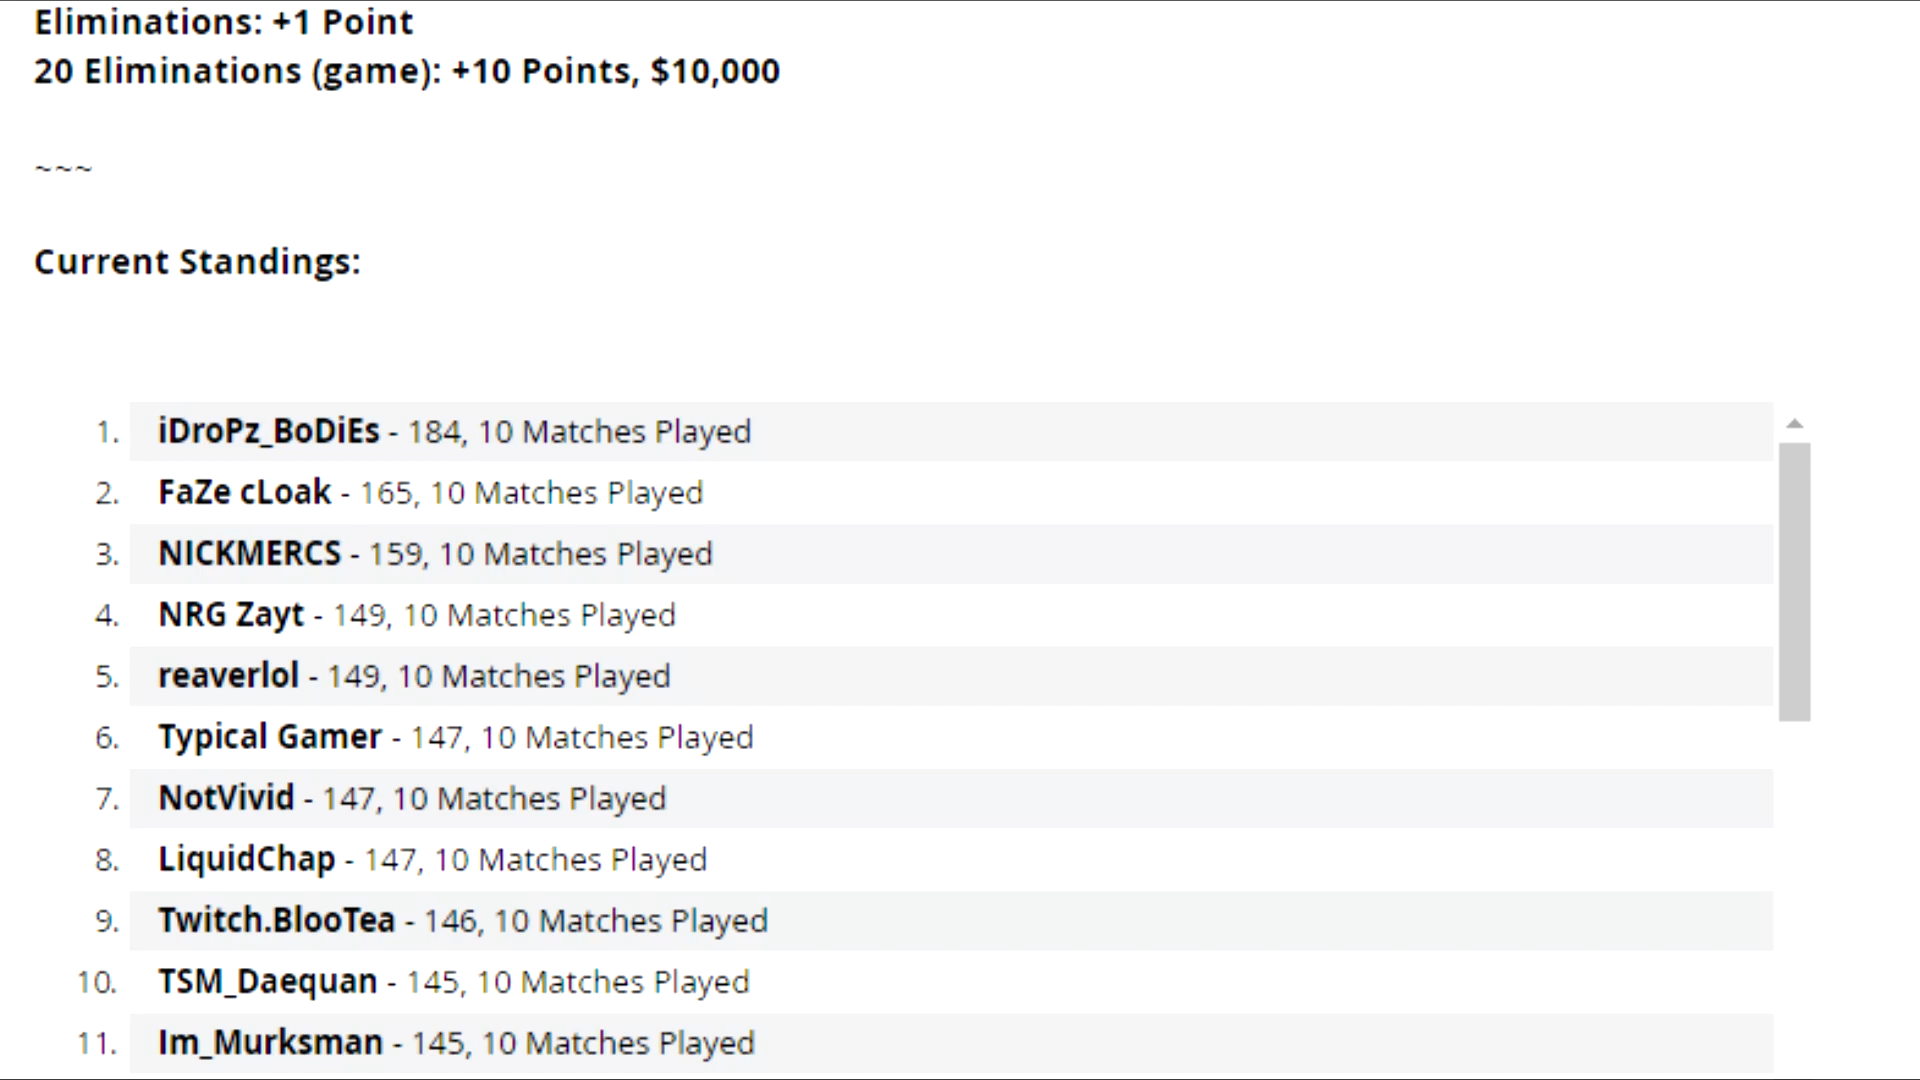 Eliminations: +1 Point
20 Eliminations (game): +10 Points, $10,000
~~~
Current Standings:
1. iDroPz_BoDiEs - 184, 10 Matches Played
2. FaZe cLoak - 165, 10 Matches Played
3. NICKMERCS - 159, 10 Matches Played
4. NRG Zayt - 149, 10 Matches Played
5. reaverlol - 149, 10 Matches Played
6. Typical Gamer - 147, 10 Matches Played
7. NotVivid - 147, 10 Matches Played
8. LiquidChap - 147, 10 Matches Played
9. Twitch.BlooTea - 146, 10 Matches Played
10. TSM_Daequan - 145, 10 Matches Played
11. Im_Murksman - 145, 10 Matches Played